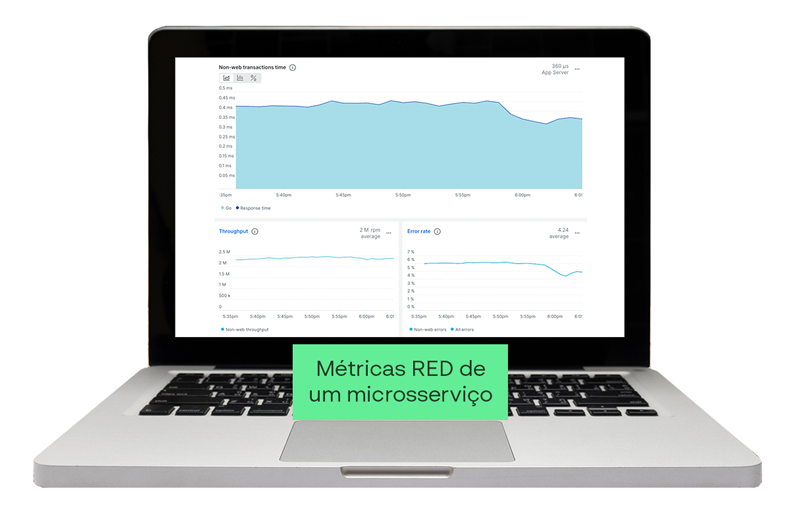 Non-web transactions time
360 µs
App Server
0.5 ms
0.45 ms
0.4 ms
0.35 ms
0.3 ms
0.25 ms
0.2 ms
0.15 ms
0.1 ms
0.05 ms
:35pm 5:40pm 5:45pm 5:50pm 5:55pm 6:00pm 6:0
Go Response time
Throughput
2 M rpm
average
2.5 M
2 M
1.5 M
1 M
500 k
0
5:35pm 5:40pm 5:45pm 5:50pm 5:55pm 6:00pm 6:0
Non-web throughput
Error rate
4.24
average
7 %
6 %
5 %
4 %
3 %
2 %
1 %
0 %
5:35pm 5:40pm 5:45pm 5:50pm 5:55pm 6:00pm 6:0
Non-web errors All errors
Métricas RED de
um microsserviço